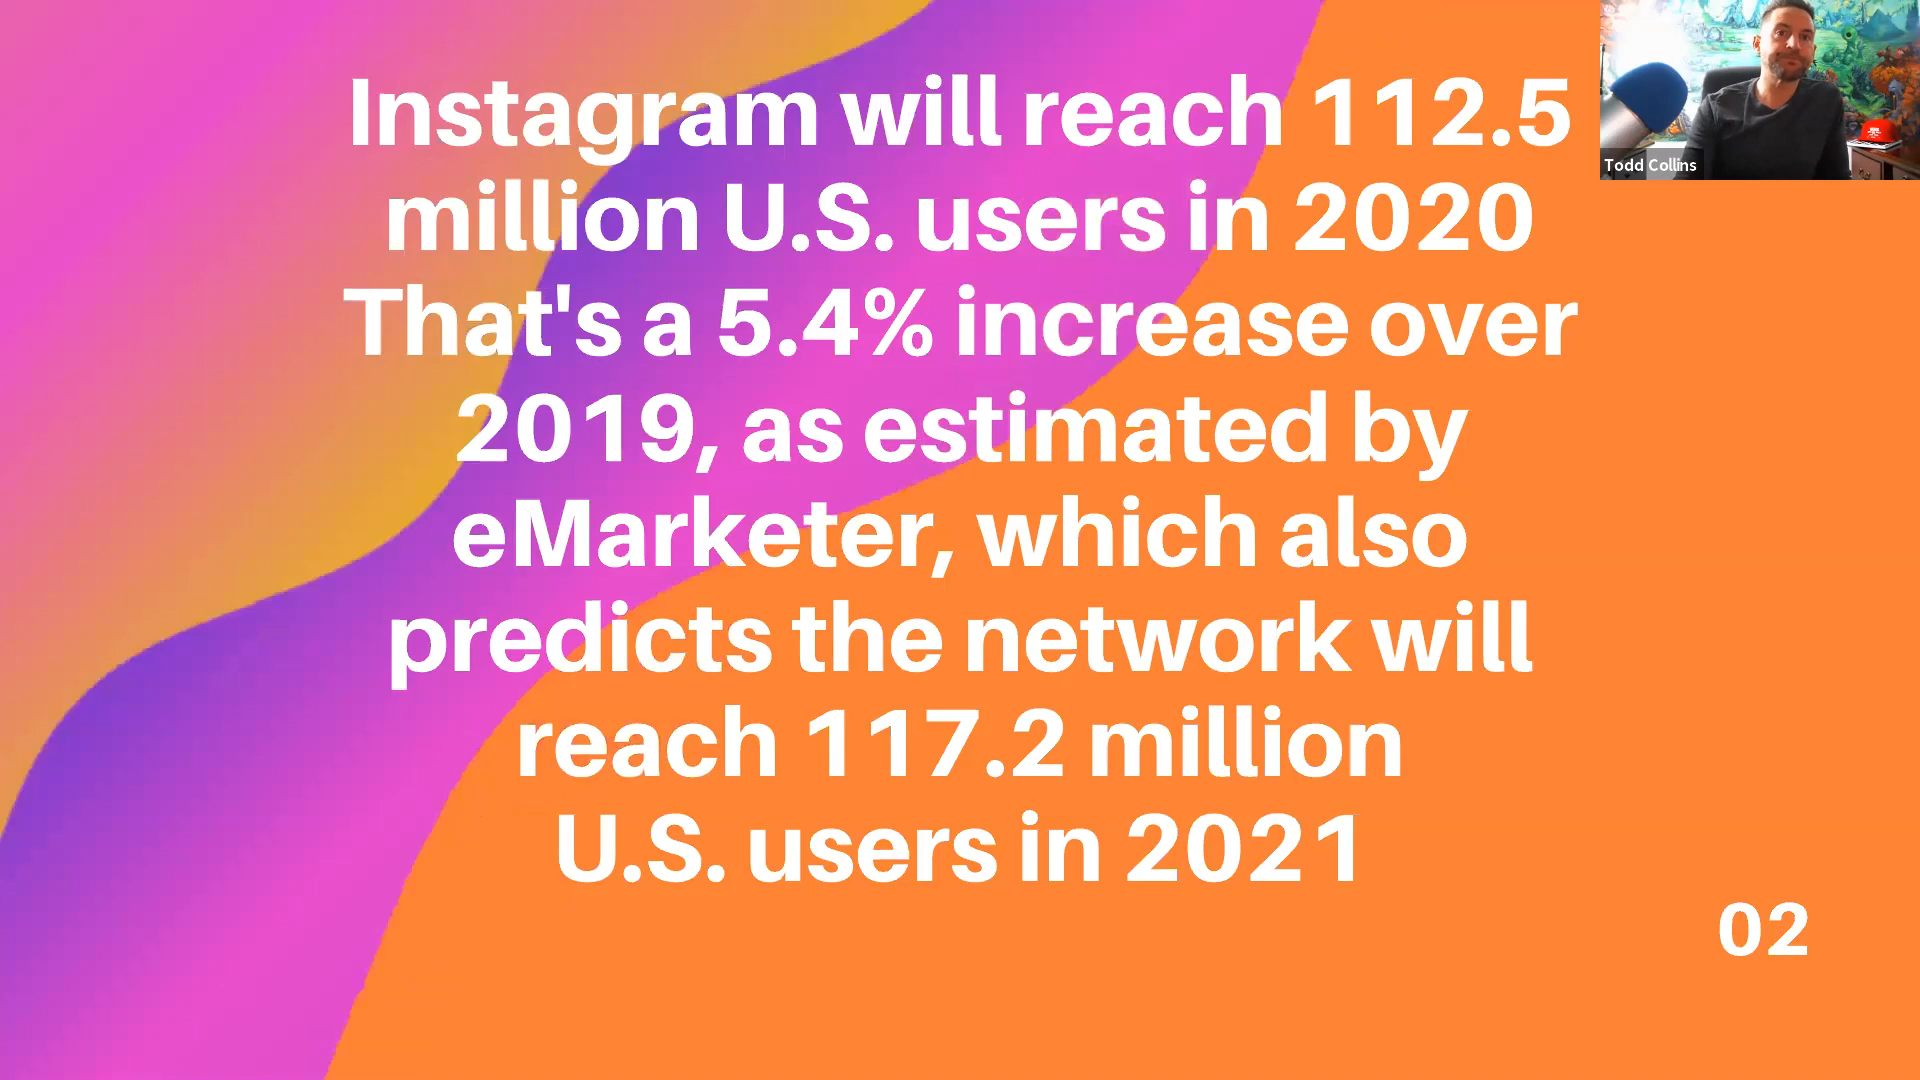 Instagram will reach 112.5
million U.S. users in 2020
That's a 5.4% increase over
2019, as estimated by
eMarketer, which also
predicts the network will
reach 117.2 million
U.S. users in 2021
02
Todd Collins